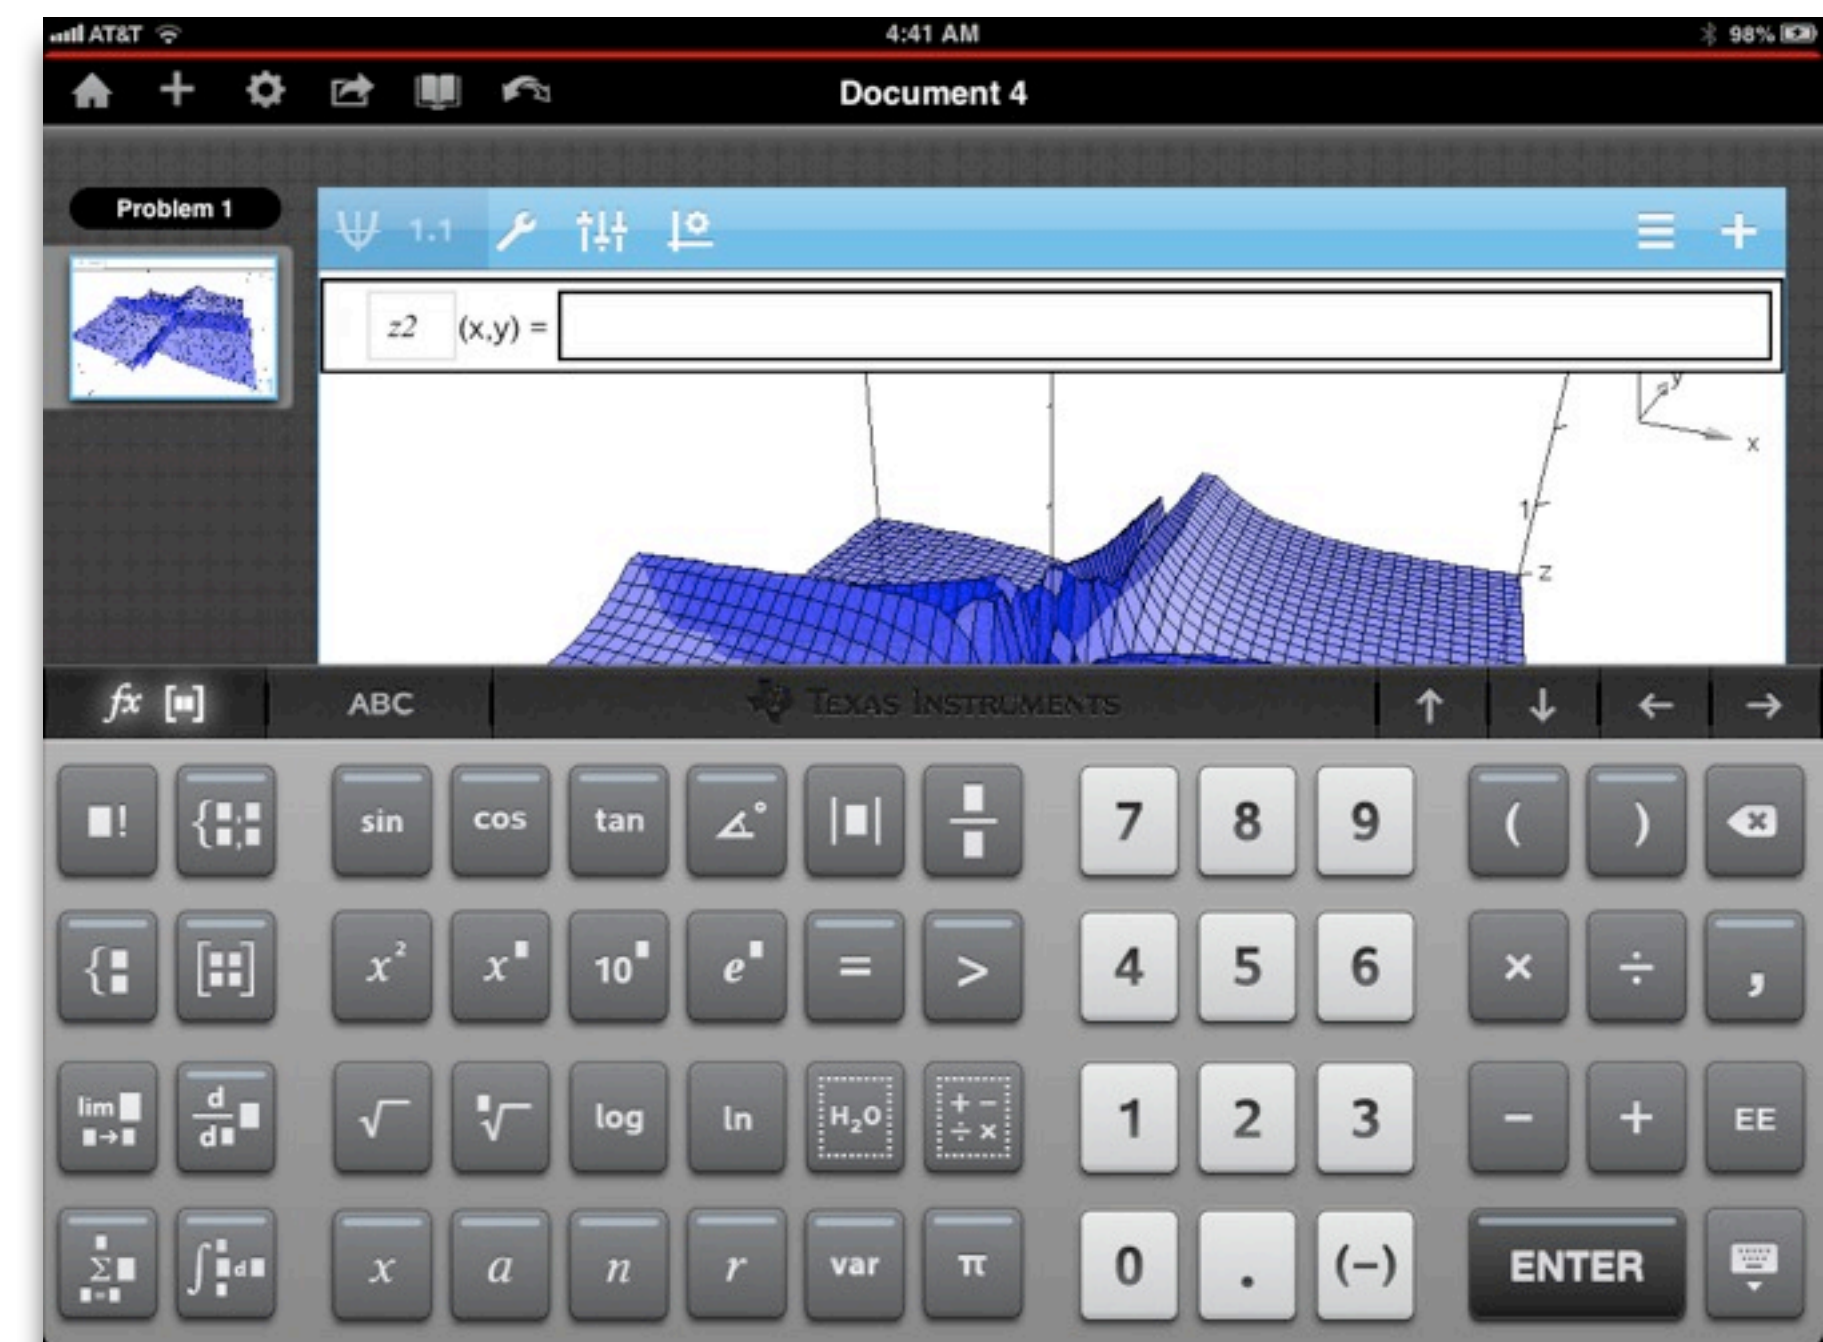 AT&T 4:41 AM 98%
Document 4
Problem 1
1.1
z2 (x,y) =
y
x
1
z
fx [▪▪] ABC TEXAS INSTRUMENTS ↑ ↓ ← →
▪! {▪,▪ ▪,▪ sin cos tan ∡° |▪| ▪/▪ 7 8 9 ( )
{▪ ▪ [▪▪ ▪▪] x² x^▪ 10^▪ e^▪ = > 4 5 6 × ÷ ,
lim▪ ▪→▪ d/d▪ ▪ √ ▪√ log ln H₂O + − ÷ × 1 2 3 − + EE
▪Σ▪ ▪=▪ ∫▪ ▪ d▪ x a n r var π 0 . (−) ENTER